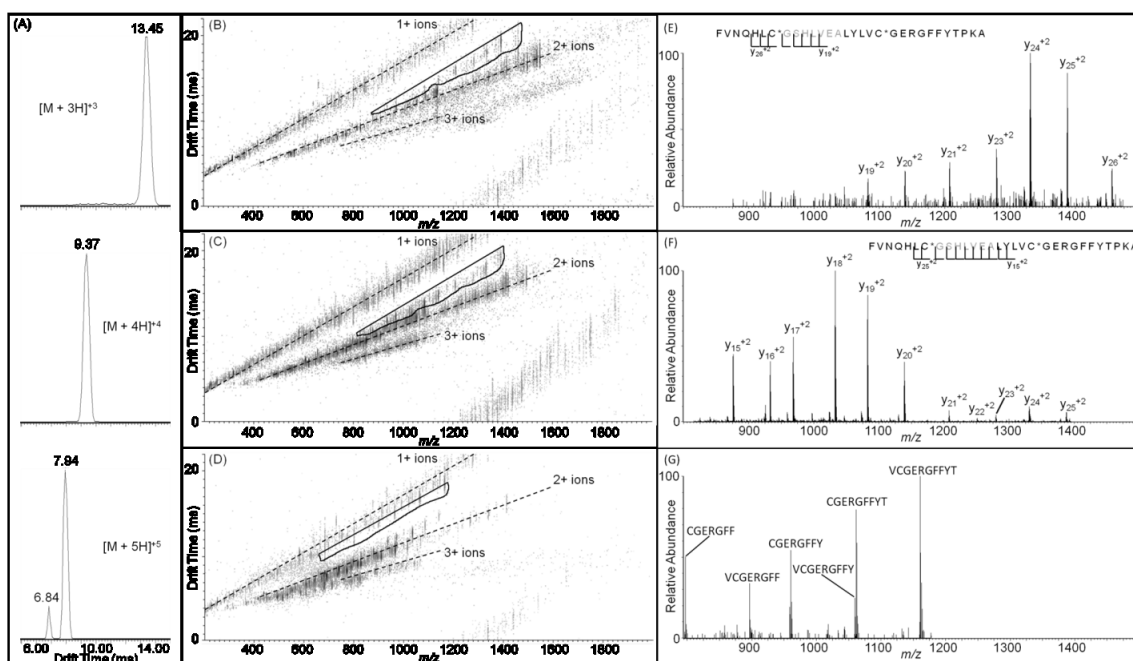 (A)
13.45
[M + 3H]+3
9.37
[M + 4H]+4
7.94
[M + 5H]+5
6.84
6.00 10.00 14.00
Drift Time (ms)
(B)
1+ ions
2+ ions
3+ ions
20
Drift Time (ms)
0
400 600 800 1000 1200 1400 1600 1800
m/z
(C)
1+ ions
2+ ions
3+ ions
20
Drift Time (ms)
0
400 600 800 1000 1200 1400 1600 1800
m/z
(D)
1+ ions
2+ ions
3+ ions
20
Drift Time (ms)
0
400 600 800 1000 1200 1400 1600 1800
m/z
(E)
FVNQHLC*GSHLVEALYLVC*GERGFFYTPKA
y26+2 y19+2
100
Relative Abundance
0
y19+2 y20+2 y21+2 y23+2 y24+2 y25+2 y26+2
900 1000 1100 1200 1300 1400
m/z
(F)
FVNQHLC*GSHLVEALYLVC*GERGFFYTPKA
y25+2 y15+2
100
Relative Abundance
0
y15+2 y16+2 y17+2 y18+2 y19+2 y20+2 y21+2 y22+2 y23+2 y24+2 y25+2
900 1000 1100 1200 1300 1400
m/z
(G)
100
Relative Abundance
0
CGERGFF
VCGERGFF
CGERGFFY
VCGERGFFY
CGERGFFYT
VCGERGFFYT
900 1000 1100 1200 1300 1400
m/z